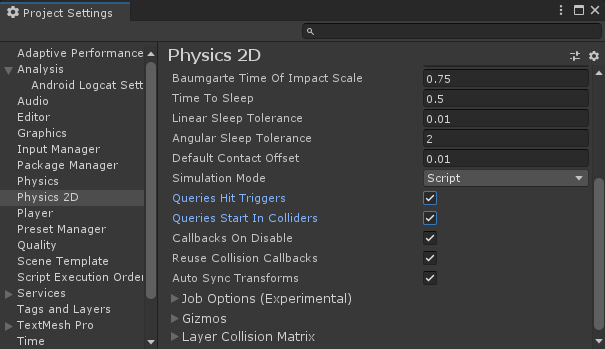 Project Settings
Adaptive Performance
Analysis
Android Logcat Sett
Audio
Editor
Graphics
Input Manager
Package Manager
Physics
Physics 2D
Player
Preset Manager
Quality
Scene Template
Script Execution Order
Services
Tags and Layers
TextMesh Pro
Time
Physics 2D
Baumgarte Time Of Impact Scale 0.75
Time To Sleep 0.5
Linear Sleep Tolerance 0.01
Angular Sleep Tolerance 2
Default Contact Offset 0.01
Simulation Mode Script
Queries Hit Triggers
Queries Start In Colliders
Callbacks On Disable
Reuse Collision Callbacks
Auto Sync Transforms
Job Options (Experimental)
Gizmos
Layer Collision Matrix